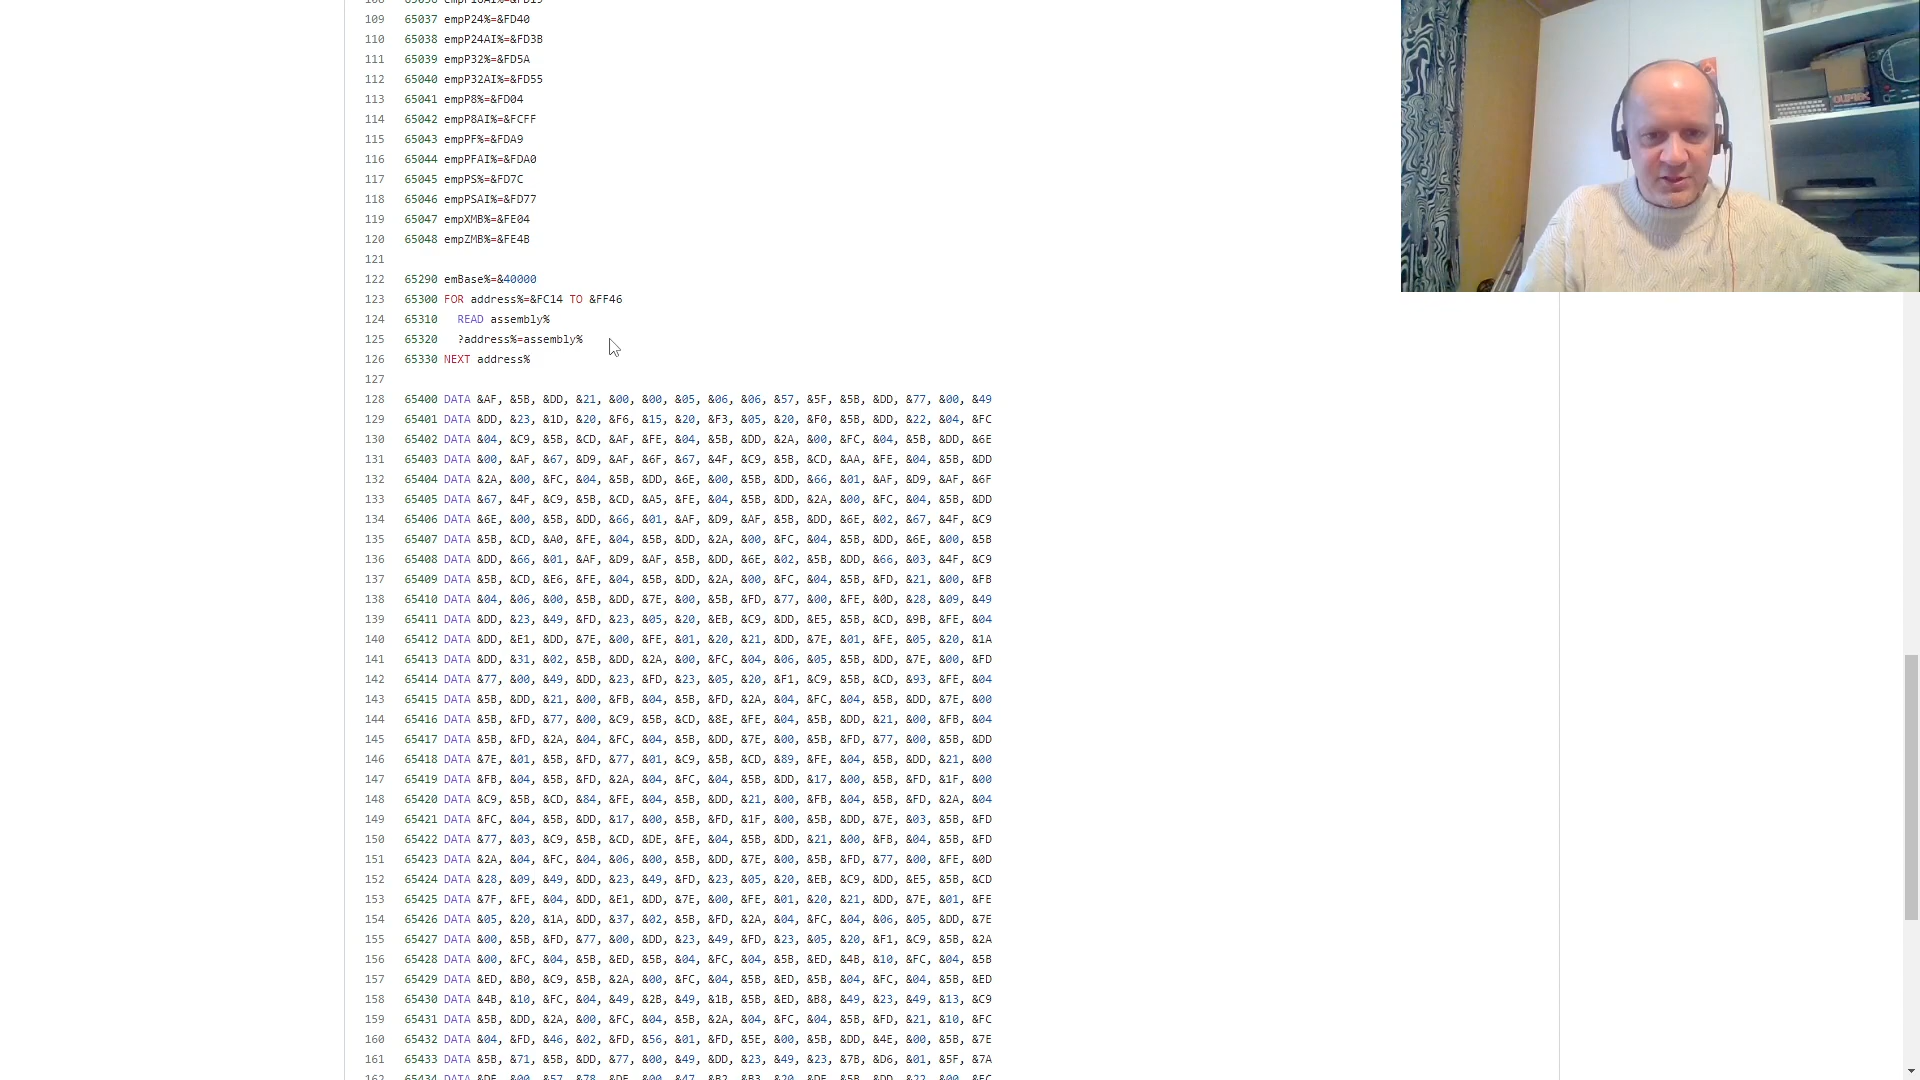 109 65037 empP24%=&FD40
110 65038 empP24AI%=&FD3B
111 65039 empP32%=&FD5A
112 65040 empP32AI%=&FD55
113 65041 empP8%=&FD04
114 65042 empP8AI%=&FCFF
115 65043 empPF%=&FDA9
116 65044 empPFAI%=&FDA0
117 65045 empPS%=&FD7C
118 65046 empPSAI%=&FD77
119 65047 empXMB%=&FE04
120 65048 empZMB%=&FE4B
121
122 65290 emBase%=&40000
123 65300 FOR address%=&FC14 TO &FF46
124 65310 READ assembly%
125 65320 ?address%=assembly%
126 65330 NEXT address%
127
128 65400 DATA &AF, &5B, &DD, &21, &00, &00, &05, &06, &06, &57, &5F, &5B, &DD, &77, &00, &49
129 65401 DATA &DD, &23, &1D, &20, &F6, &15, &20, &F3, &05, &20, &F0, &5B, &DD, &22, &04, &FC
130 65402 DATA &04, &C9, &5B, &CD, &AF, &FE, &04, &5B, &DD, &2A, &00, &FC, &04, &5B, &DD, &6E
131 65403 DATA &00, &AF, &67, &D9, &AF, &6F, &67, &4F, &C9, &5B, &CD, &AA, &FE, &04, &5B, &DD
132 65404 DATA &2A, &00, &FC, &04, &5B, &DD, &6E, &00, &5B, &DD, &66, &01, &AF, &D9, &AF, &6F
133 65405 DATA &67, &4F, &C9, &5B, &CD, &A5, &FE, &04, &5B, &DD, &2A, &00, &FC, &04, &5B, &DD
134 65406 DATA &6E, &00, &5B, &DD, &66, &01, &AF, &D9, &AF, &5B, &DD, &6E, &02, &67, &4F, &C9
135 65407 DATA &5B, &CD, &A0, &FE, &04, &5B, &DD, &2A, &00, &FC, &04, &5B, &DD, &6E, &00, &5B
136 65408 DATA &DD, &66, &01, &AF, &D9, &AF, &5B, &DD, &6E, &02, &5B, &DD, &66, &03, &4F, &C9
137 65409 DATA &5B, &CD, &E6, &FE, &04, &5B, &DD, &2A, &00, &FC, &04, &5B, &FD, &21, &00, &FB
138 65410 DATA &04, &06, &00, &5B, &DD, &7E, &00, &5B, &FD, &77, &00, &FE, &0D, &28, &09, &49
139 65411 DATA &DD, &23, &49, &FD, &23, &05, &20, &EB, &C9, &DD, &E5, &5B, &CD, &9B, &FE, &04
140 65412 DATA &DD, &E1, &DD, &7E, &00, &FE, &01, &20, &21, &DD, &7E, &01, &FE, &05, &20, &1A
141 65413 DATA &DD, &31, &02, &5B, &DD, &2A, &00, &FC, &04, &06, &05, &5B, &DD, &7E, &00, &FD
142 65414 DATA &77, &00, &49, &DD, &23, &FD, &23, &05, &20, &F1, &C9, &5B, &CD, &93, &FE, &04
143 65415 DATA &5B, &DD, &21, &00, &FB, &04, &5B, &FD, &2A, &04, &FC, &04, &5B, &DD, &7E, &00
144 65416 DATA &5B, &FD, &77, &00, &C9, &5B, &CD, &8E, &FE, &04, &5B, &DD, &21, &00, &FB, &04
145 65417 DATA &5B, &FD, &2A, &04, &FC, &04, &5B, &DD, &7E, &00, &5B, &FD, &77, &00, &5B, &DD
146 65418 DATA &7E, &01, &5B, &FD, &77, &01, &C9, &5B, &CD, &89, &FE, &04, &5B, &DD, &21, &00
147 65419 DATA &FB, &04, &5B, &FD, &2A, &04, &FC, &04, &5B, &DD, &17, &00, &5B, &FD, &1F, &00
148 65420 DATA &C9, &5B, &CD, &84, &FE, &04, &5B, &DD, &21, &00, &FB, &04, &5B, &FD, &2A, &04
149 65421 DATA &FC, &04, &5B, &DD, &17, &00, &5B, &FD, &1F, &00, &5B, &DD, &7E, &03, &5B, &FD
150 65422 DATA &77, &03, &C9, &5B, &CD, &DE, &FE, &04, &5B, &DD, &21, &00, &FB, &04, &5B, &FD
151 65423 DATA &2A, &04, &FC, &04, &06, &00, &5B, &DD, &7E, &00, &5B, &FD, &77, &00, &FE, &0D
152 65424 DATA &28, &09, &49, &DD, &23, &49, &FD, &23, &05, &20, &EB, &C9, &DD, &E5, &5B, &CD
153 65425 DATA &7F, &FE, &04, &DD, &E1, &DD, &7E, &00, &FE, &01, &20, &21, &DD, &7E, &01, &FE
154 65426 DATA &05, &20, &1A, &DD, &37, &02, &5B, &FD, &2A, &04, &FC, &04, &06, &05, &DD, &7E
155 65427 DATA &00, &5B, &FD, &77, &00, &DD, &23, &49, &FD, &23, &05, &20, &F1, &C9, &5B, &2A
156 65428 DATA &00, &FC, &04, &5B, &ED, &5B, &04, &FC, &04, &5B, &ED, &4B, &10, &FC, &04, &5B
157 65429 DATA &ED, &B0, &C9, &5B, &2A, &00, &FC, &04, &5B, &ED, &5B, &04, &FC, &04, &5B, &ED
158 65430 DATA &4B, &10, &FC, &04, &49, &2B, &49, &1B, &5B, &ED, &B8, &49, &23, &49, &13, &C9
159 65431 DATA &5B, &DD, &2A, &00, &FC, &04, &5B, &2A, &04, &FC, &04, &5B, &FD, &21, &10, &FC
160 65432 DATA &04, &FD, &46, &02, &FD, &56, &01, &FD, &5E, &00, &5B, &DD, &4E, &00, &5B, &7E
161 65433 DATA &5B, &71, &5B, &DD, &77, &00, &49, &DD, &23, &49, &23, &7B, &D6, &01, &5F, &7A